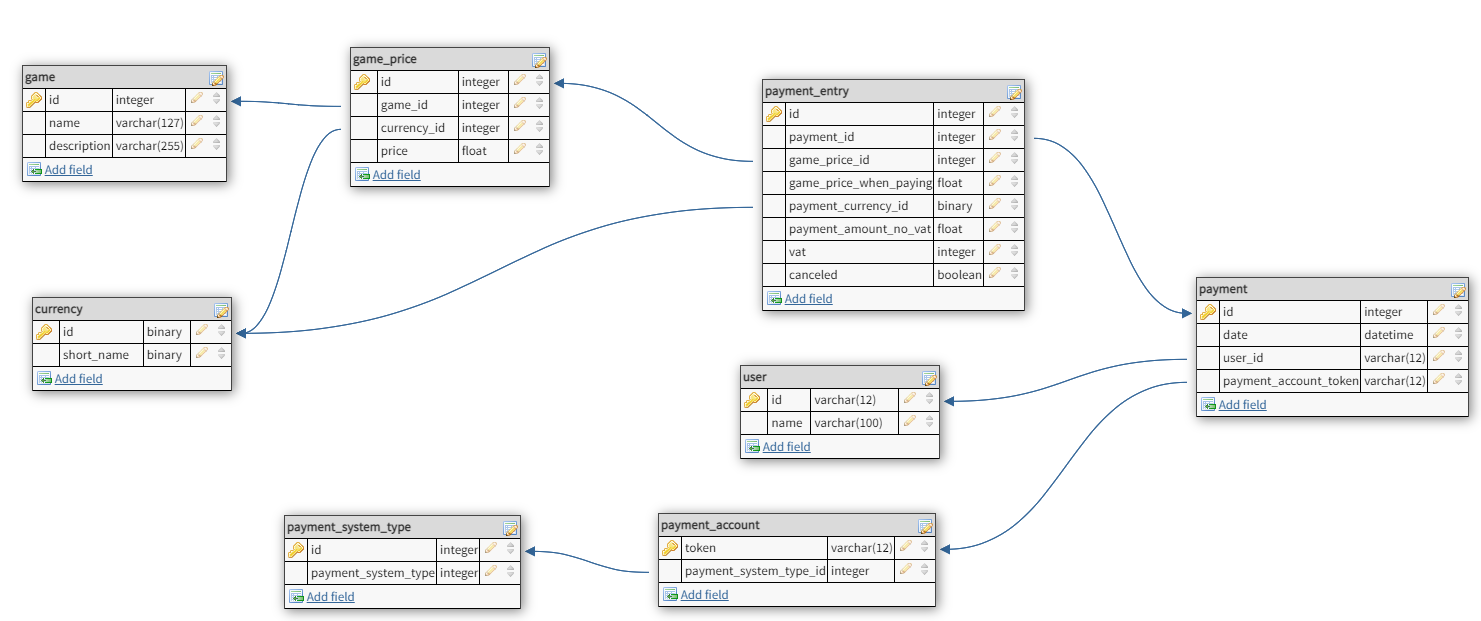 game
id integer
name varchar(127)
description varchar(255)
Add field
game_price
id integer
game_id integer
currency_id integer
price float
Add field
payment_entry
id integer
payment_id integer
game_price_id integer
game_price_when_paying float
payment_currency_id binary
payment_amount_no_vat float
vat integer
canceled boolean
Add field
payment
id integer
date datetime
user_id varchar(12)
payment_account_token varchar(12)
Add field
currency
id binary
short_name binary
Add field
user
id varchar(12)
name varchar(100)
Add field
payment_system_type
id integer
payment_system_type integer
Add field
payment_account
token varchar(12)
payment_system_type_id integer
Add field